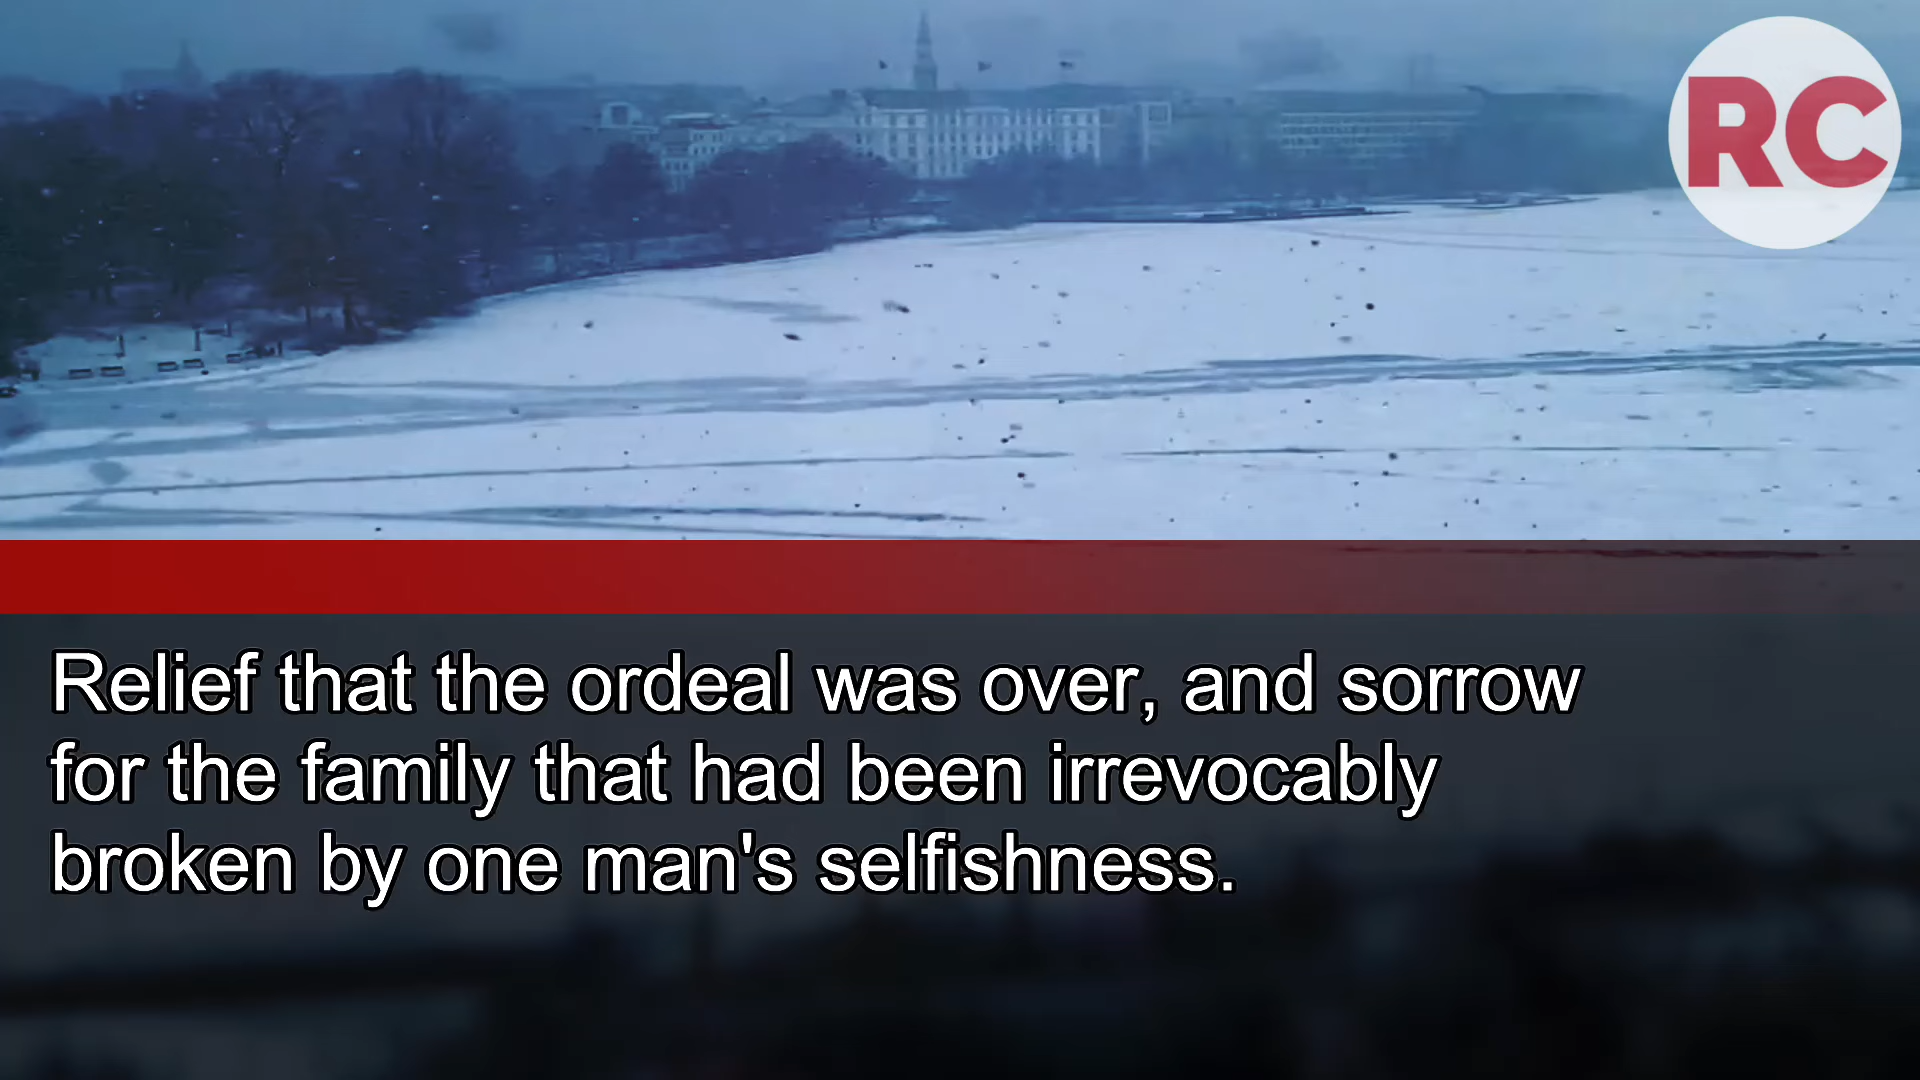 RC
Relief that the ordeal was over, and sorrow
for the family that had been irrevocably
broken by one man's selfishness.